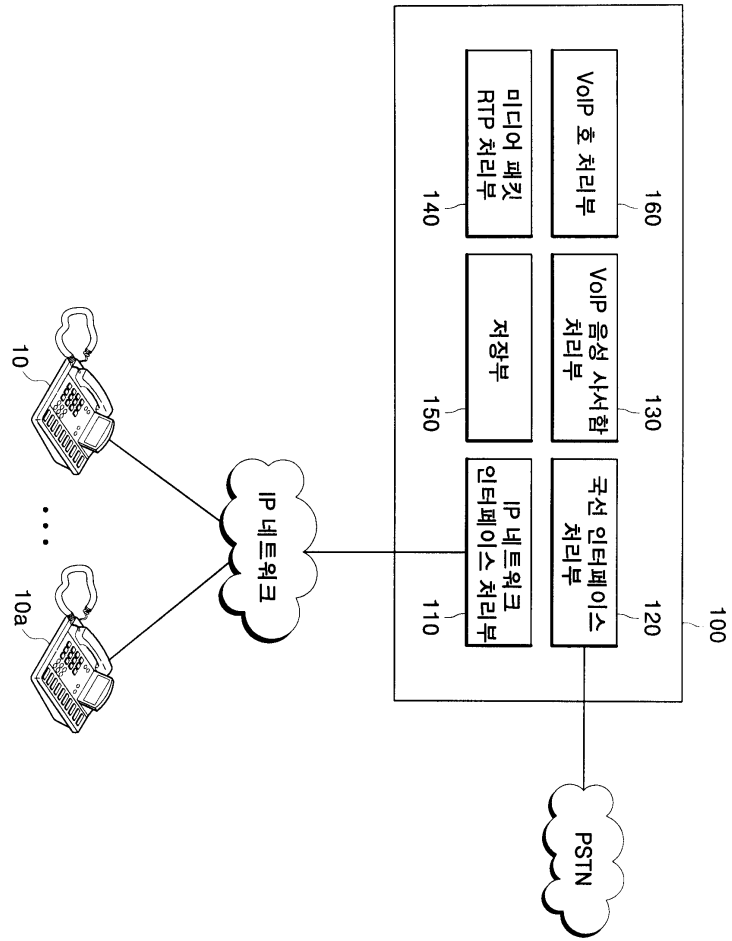 100
160
130
120
VoIP 호 처리부
VoIP 음성 사서함
처리부
국선 인터페이스
처리부
PSTN
미디어 패킷
RTP 처리부
저장부
IP 네트워크
인터페이스 처리부
140
150
110
IP 네트워크
10
...
10a